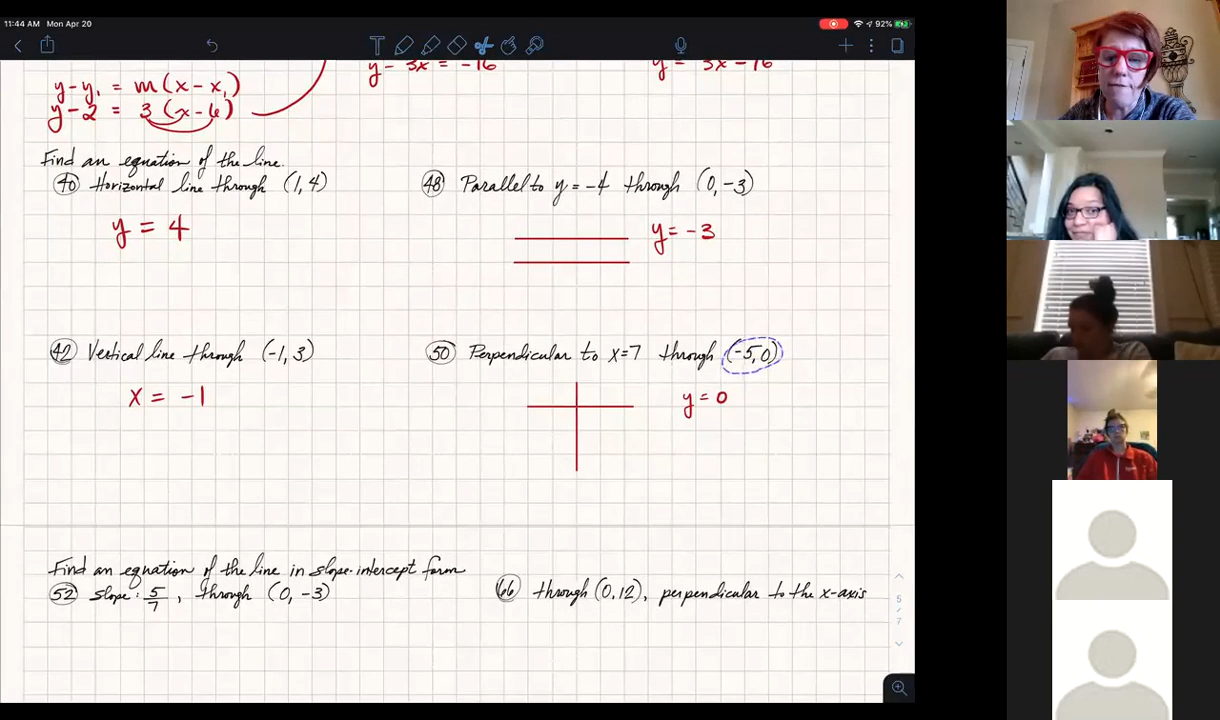 11:44 AM Mon Apr 20
92%
y - 3x = -16
y = 3x - 16
y - y₁ = m(x - x₁)
y - 2 = 3(x - 6)
Find an equation of the line.
40 Horizontal line through (1, 4)
y = 4
48 Parallel to y = -4 through (0, -3)
y = -3
42 Vertical line through (-1, 3)
x = -1
50 Perpendicular to x=7 through (-5, 0)
y = 0
Find an equation of the line in slope-intercept form
52 slope: 5/7, through (0, -3)
66 through (0, 12), perpendicular to the x-axis
5
/
7